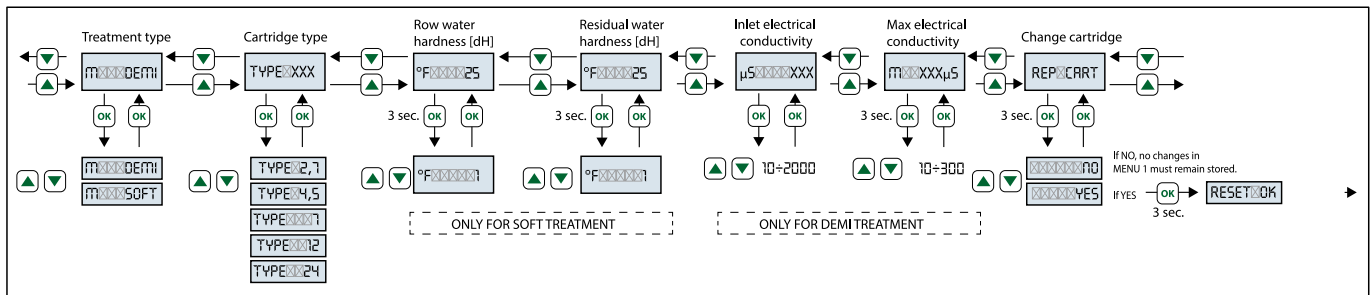 Treatment type
M DEMI
OK OK
M DEMI
M SOFT
Cartridge type
TYPE XXX
OK OK
TYPE 2,7
TYPE 4,5
TYPE 7
TYPE 12
TYPE 24
Row water
hardness [dH]
°F 25
3 sec. OK OK
°F 1
Residual water
hardness [dH]
°F 25
3 sec. OK OK
°F 1
ONLY FOR SOFT TREATMENT
Inlet electrical
conductivity
µS XXX
OK OK
10÷2000
Max electrical
conductivity
M XXXµS
3 sec. OK OK
10÷300
ONLY FOR DEMI TREATMENT
Change cartridge
REP CART
3 sec. OK OK
NO
If NO, no changes in
MENU 1 must remain stored.
YES
If YES
OK
3 sec.
RESET OK